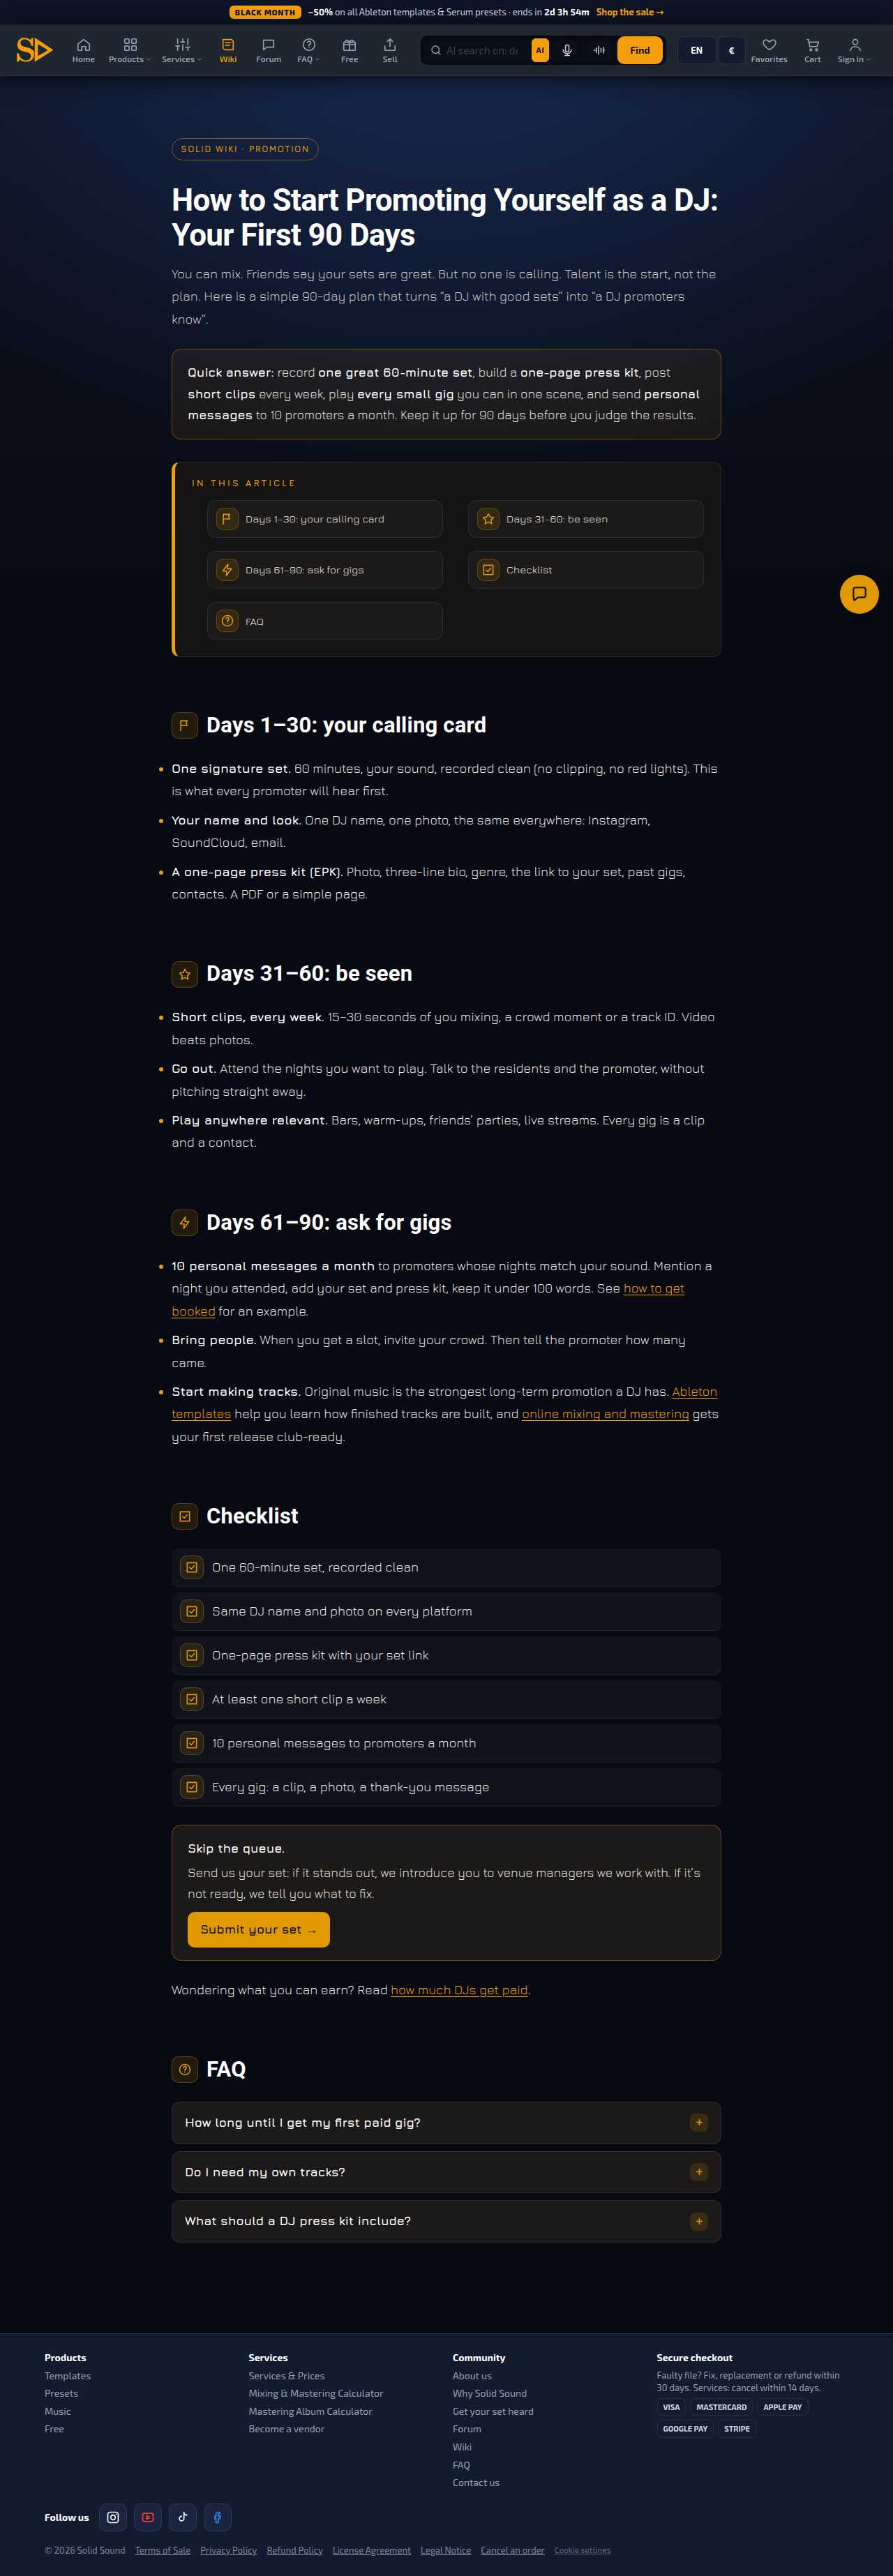 BLACK MONTH −50% on all Ableton templates & Serum presets · ends in 2d 3h 54m Shop the sale →
SD Home Products Services Wiki Forum FAQ Free Sell AI search on: de AI Find EN € Favorites Cart Sign in
SOLID WIKI · PROMOTION
How to Start Promoting Yourself as a DJ:
Your First 90 Days
You can mix. Friends say your sets are great. But no one is calling. Talent is the start, not the
plan. Here is a simple 90-day plan that turns “a DJ with good sets” into “a DJ promoters
know”.
Quick answer: record one great 60-minute set, build a one-page press kit, post
short clips every week, play every small gig you can in one scene, and send personal
messages to 10 promoters a month. Keep it up for 90 days before you judge the results.
IN THIS ARTICLE
Days 1–30: your calling card
Days 31–60: be seen
Days 61–90: ask for gigs
Checklist
FAQ
Days 1–30: your calling card
One signature set. 60 minutes, your sound, recorded clean (no clipping, no red lights). This
is what every promoter will hear first.
Your name and look. One DJ name, one photo, the same everywhere: Instagram,
SoundCloud, email.
A one-page press kit (EPK). Photo, three-line bio, genre, the link to your set, past gigs,
contacts. A PDF or a simple page.
Days 31–60: be seen
Short clips, every week. 15–30 seconds of you mixing, a crowd moment or a track ID. Video
beats photos.
Go out. Attend the nights you want to play. Talk to the residents and the promoter, without
pitching straight away.
Play anywhere relevant. Bars, warm-ups, friends’ parties, live streams. Every gig is a clip
and a contact.
Days 61–90: ask for gigs
10 personal messages a month to promoters whose nights match your sound. Mention a
night you attended, add your set and press kit, keep it under 100 words. See how to get
booked for an example.
Bring people. When you get a slot, invite your crowd. Then tell the promoter how many
came.
Start making tracks. Original music is the strongest long-term promotion a DJ has. Ableton
templates help you learn how finished tracks are built, and online mixing and mastering gets
your first release club-ready.
Checklist
One 60-minute set, recorded clean
Same DJ name and photo on every platform
One-page press kit with your set link
At least one short clip a week
10 personal messages to promoters a month
Every gig: a clip, a photo, a thank-you message
Skip the queue.
Send us your set: if it stands out, we introduce you to venue managers we work with. If it’s
not ready, we tell you what to fix.
Submit your set →
Wondering what you can earn? Read how much DJs get paid.
FAQ
How long until I get my first paid gig? +
Do I need my own tracks? +
What should a DJ press kit include? +
Products Services Community Secure checkout
Templates Services & Prices About us Faulty file? Fix, replacement or refund within
Presets Mixing & Mastering Calculator Why Solid Sound 30 days. Services: cancel within 14 days.
Music Mastering Album Calculator Get your set heard VISA MASTERCARD APPLE PAY
Free Become a vendor Forum GOOGLE PAY STRIPE
Wiki
FAQ
Contact us
Follow us
© 2026 Solid Sound Terms of Sale Privacy Policy Refund Policy License Agreement Legal Notice Cancel an order Cookie settings